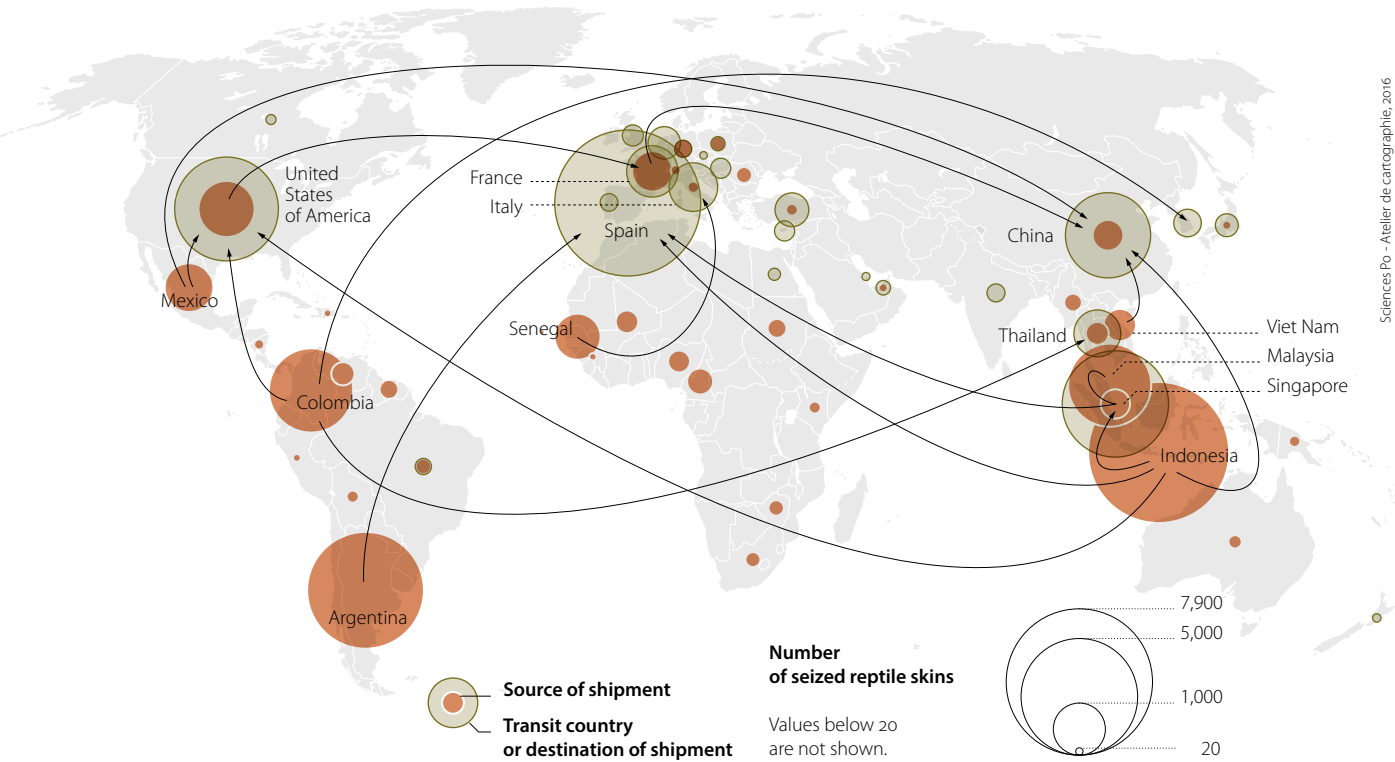 United
States
of America
Mexico
Colombia
Argentina
France
Italy
Spain
Senegal
China
Thailand
Viet Nam
Malaysia
Singapore
Indonesia
Source of shipment
Transit country
or destination of shipment
Number
of seized reptile skins
Values below 20
are not shown.
7,900
5,000
1,000
20
Sciences Po - Atelier de cartographie, 2016